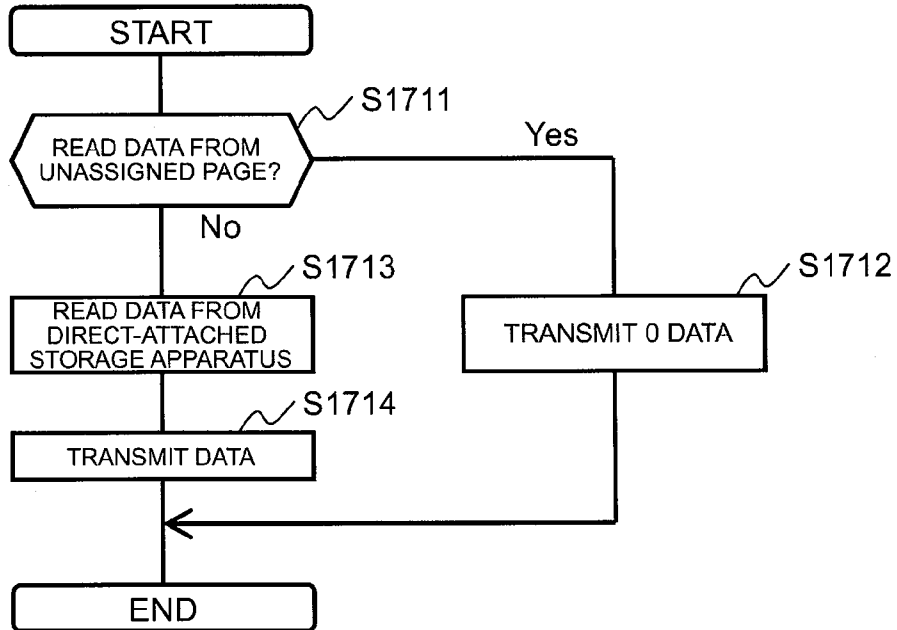 START
S1711
READ DATA FROM
UNASSIGNED PAGE?
Yes
No
S1713
READ DATA FROM
DIRECT-ATTACHED
STORAGE APPARATUS
S1712
TRANSMIT 0 DATA
S1714
TRANSMIT DATA
END